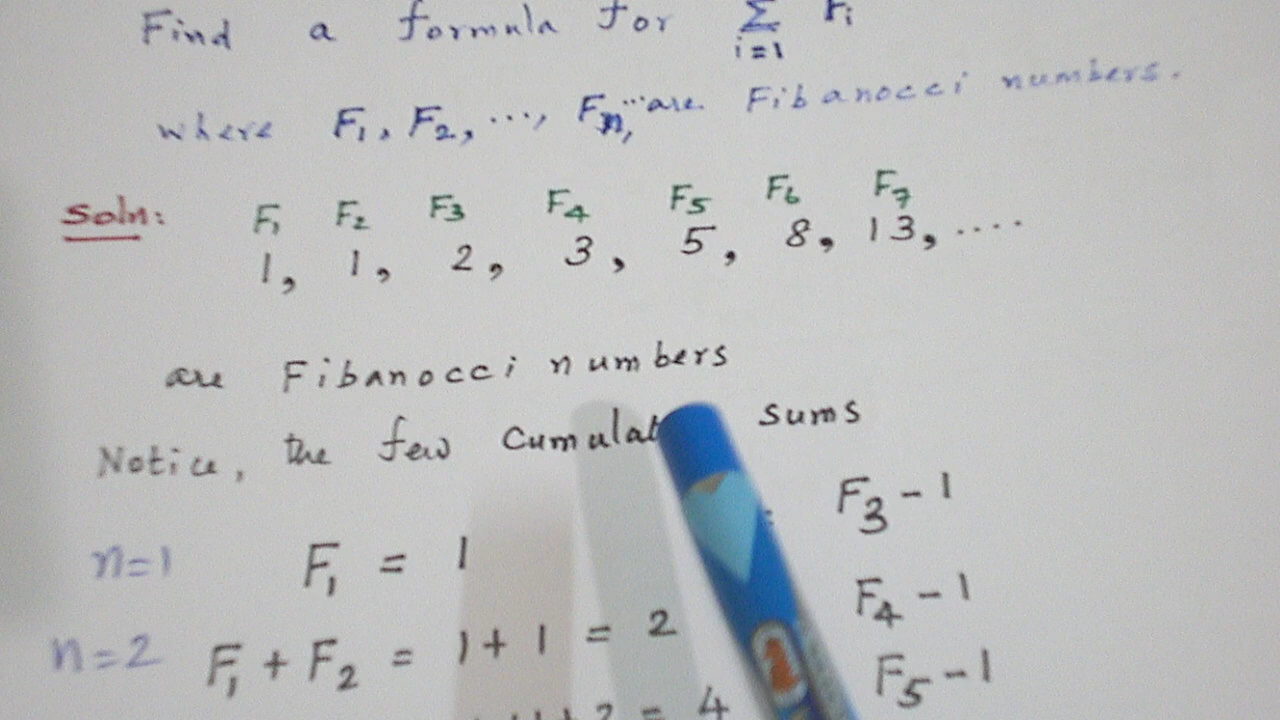 Find a formula for Σ Fi
i=1
where F1, F2, ..., Fn, ... are Fibanocci numbers.
Soln: F1 F2 F3 F4 F5 F6 F7
1, 1, 2, 3, 5, 8, 13, ....
are Fibanocci numbers
Notice, the few sums
n=1 F1 = 1 F3 - 1
n=2 F1 + F2 = 1 + 1 = 2 F4 - 1
2 = 4 F5 - 1